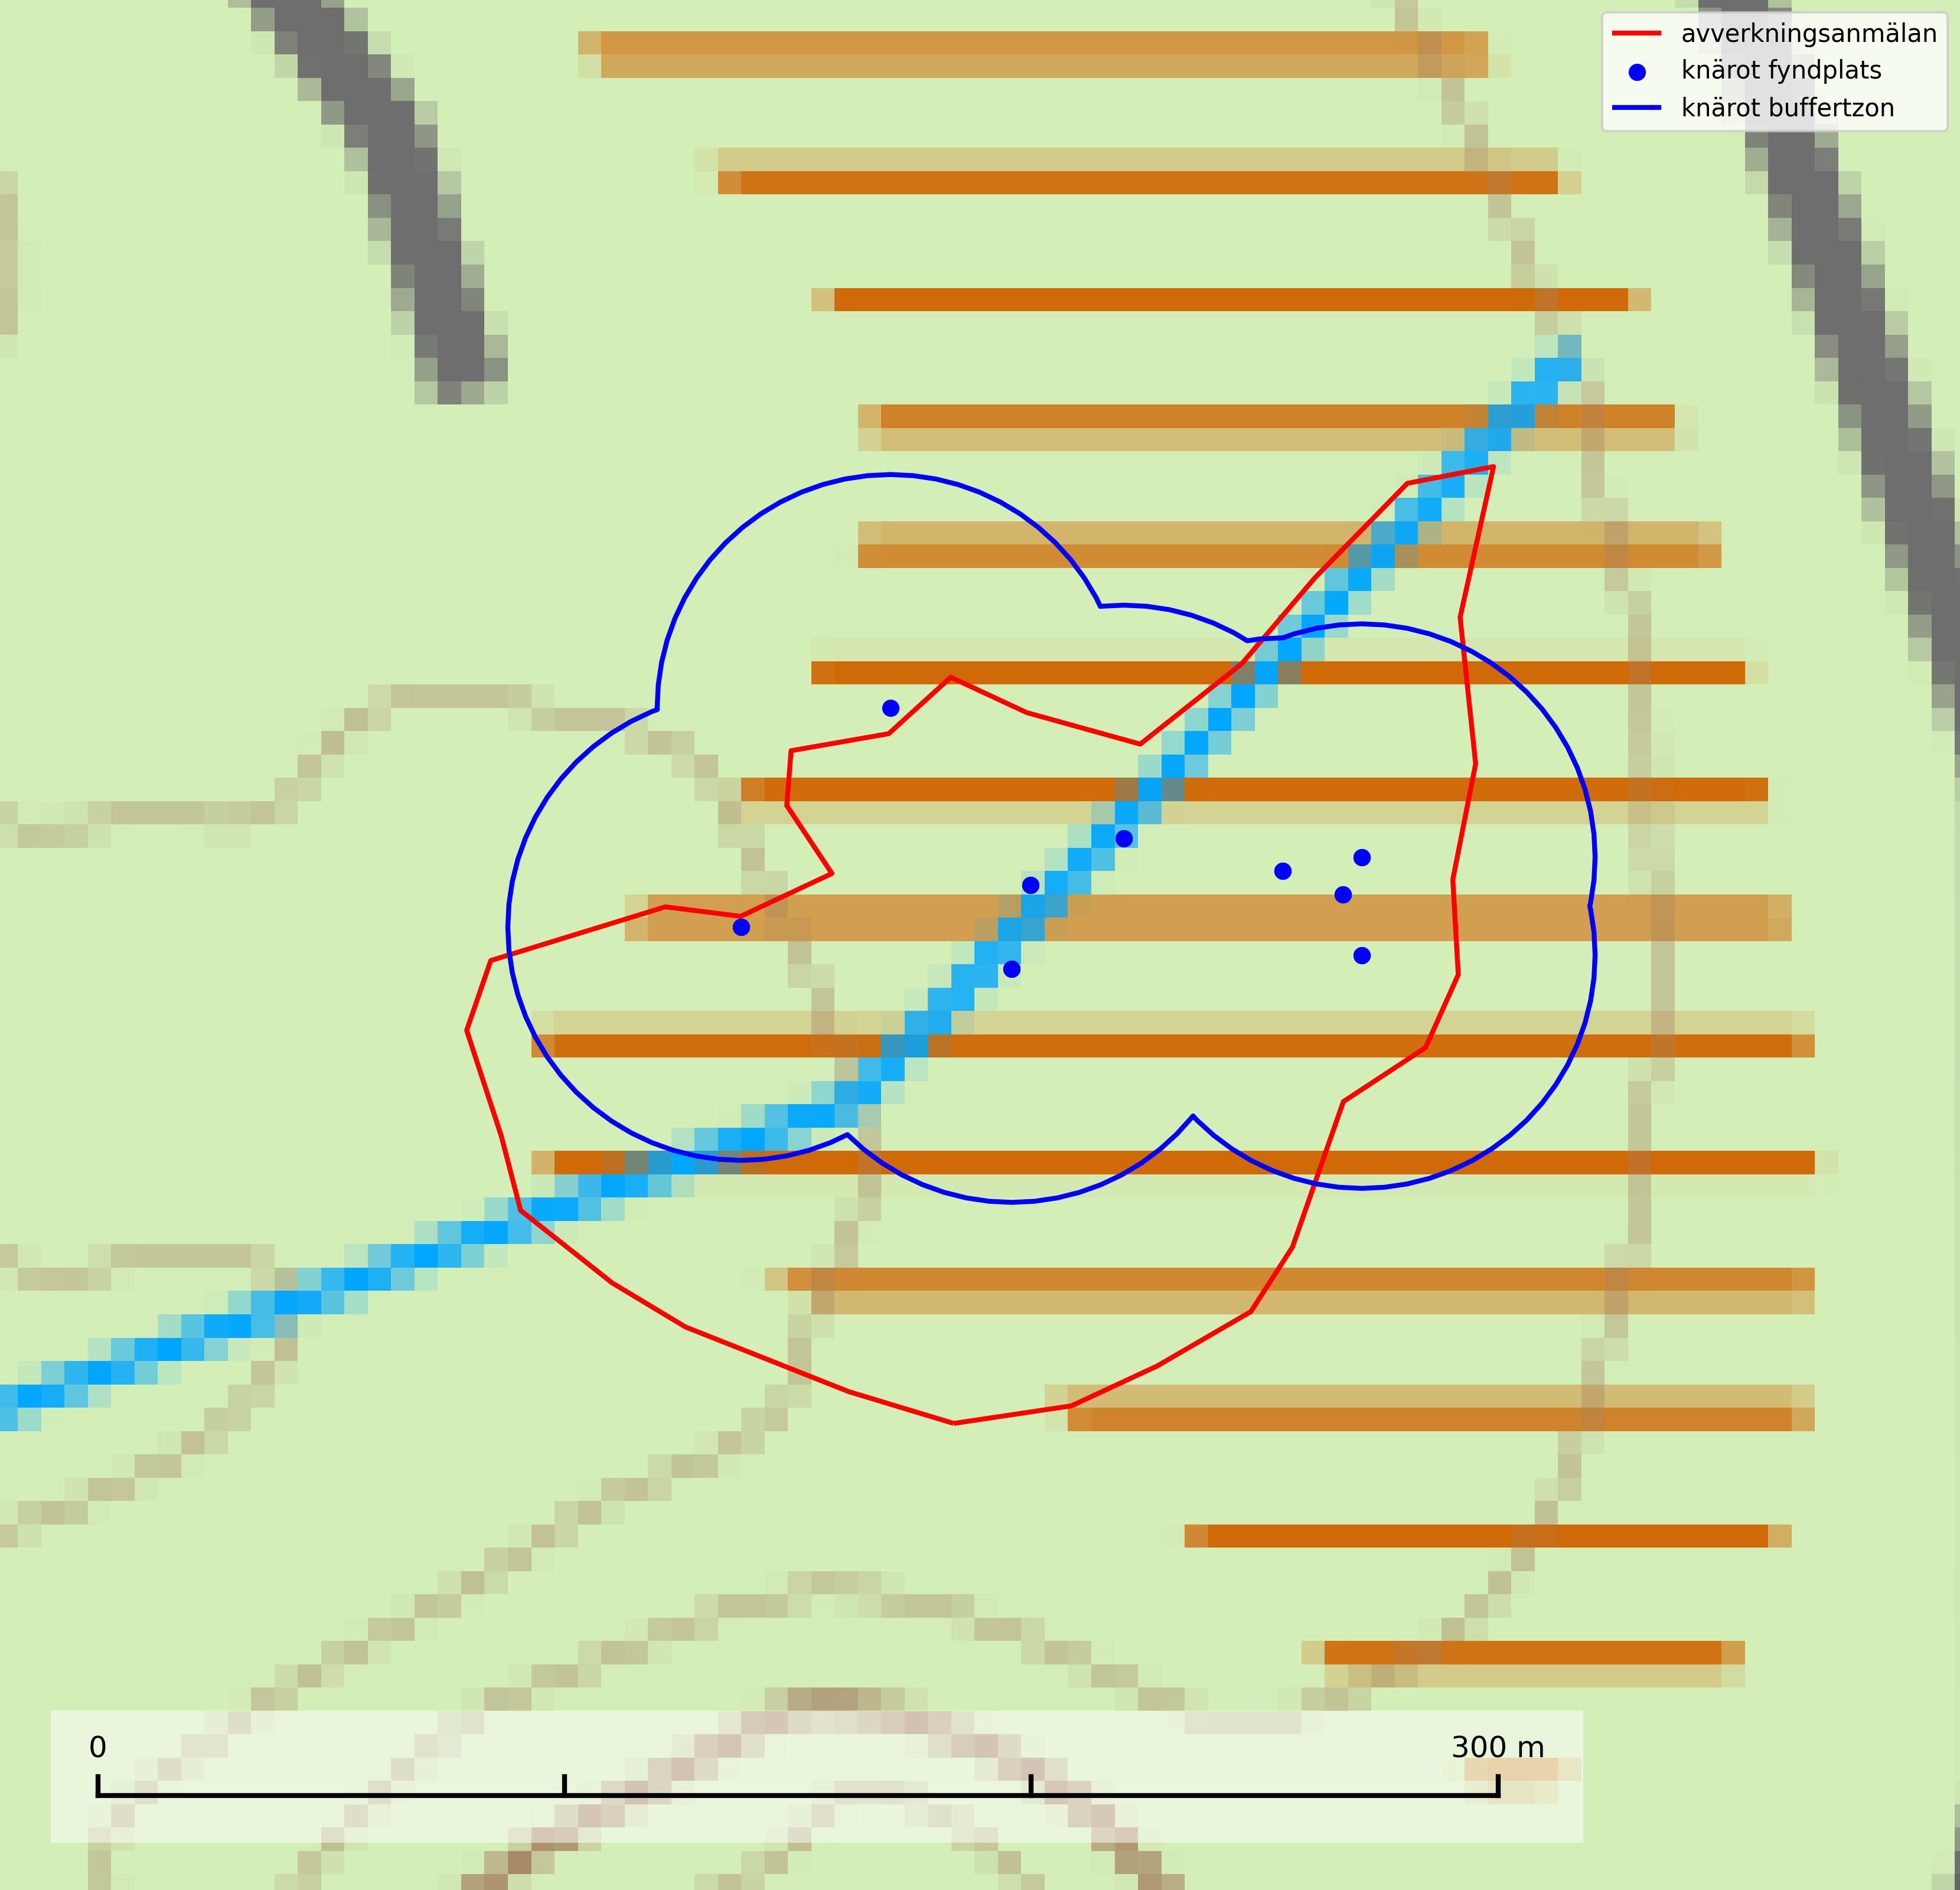 avverkningsanmälan
knärot fyndplats
knärot buffertzon
0
300 m